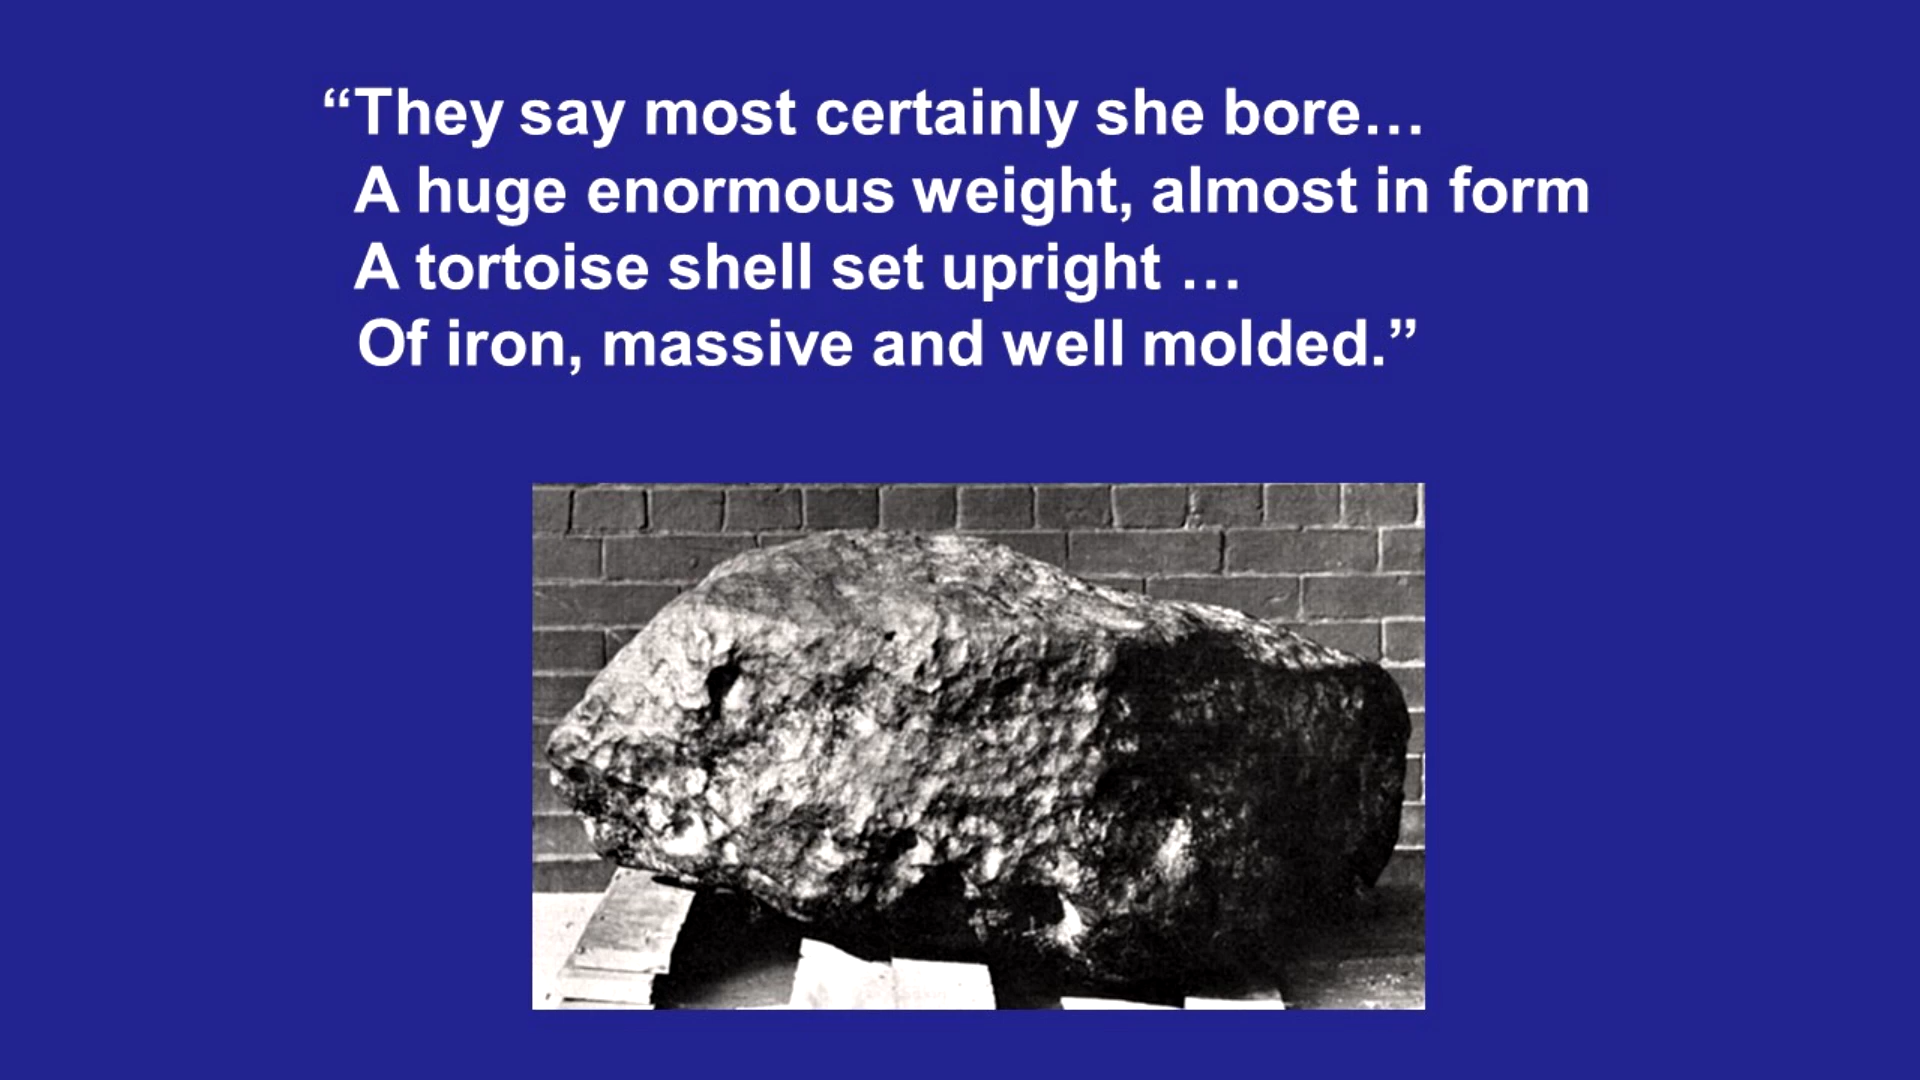 “They say most certainly she bore…
A huge enormous weight, almost in form
A tortoise shell set upright …
Of iron, massive and well molded.”